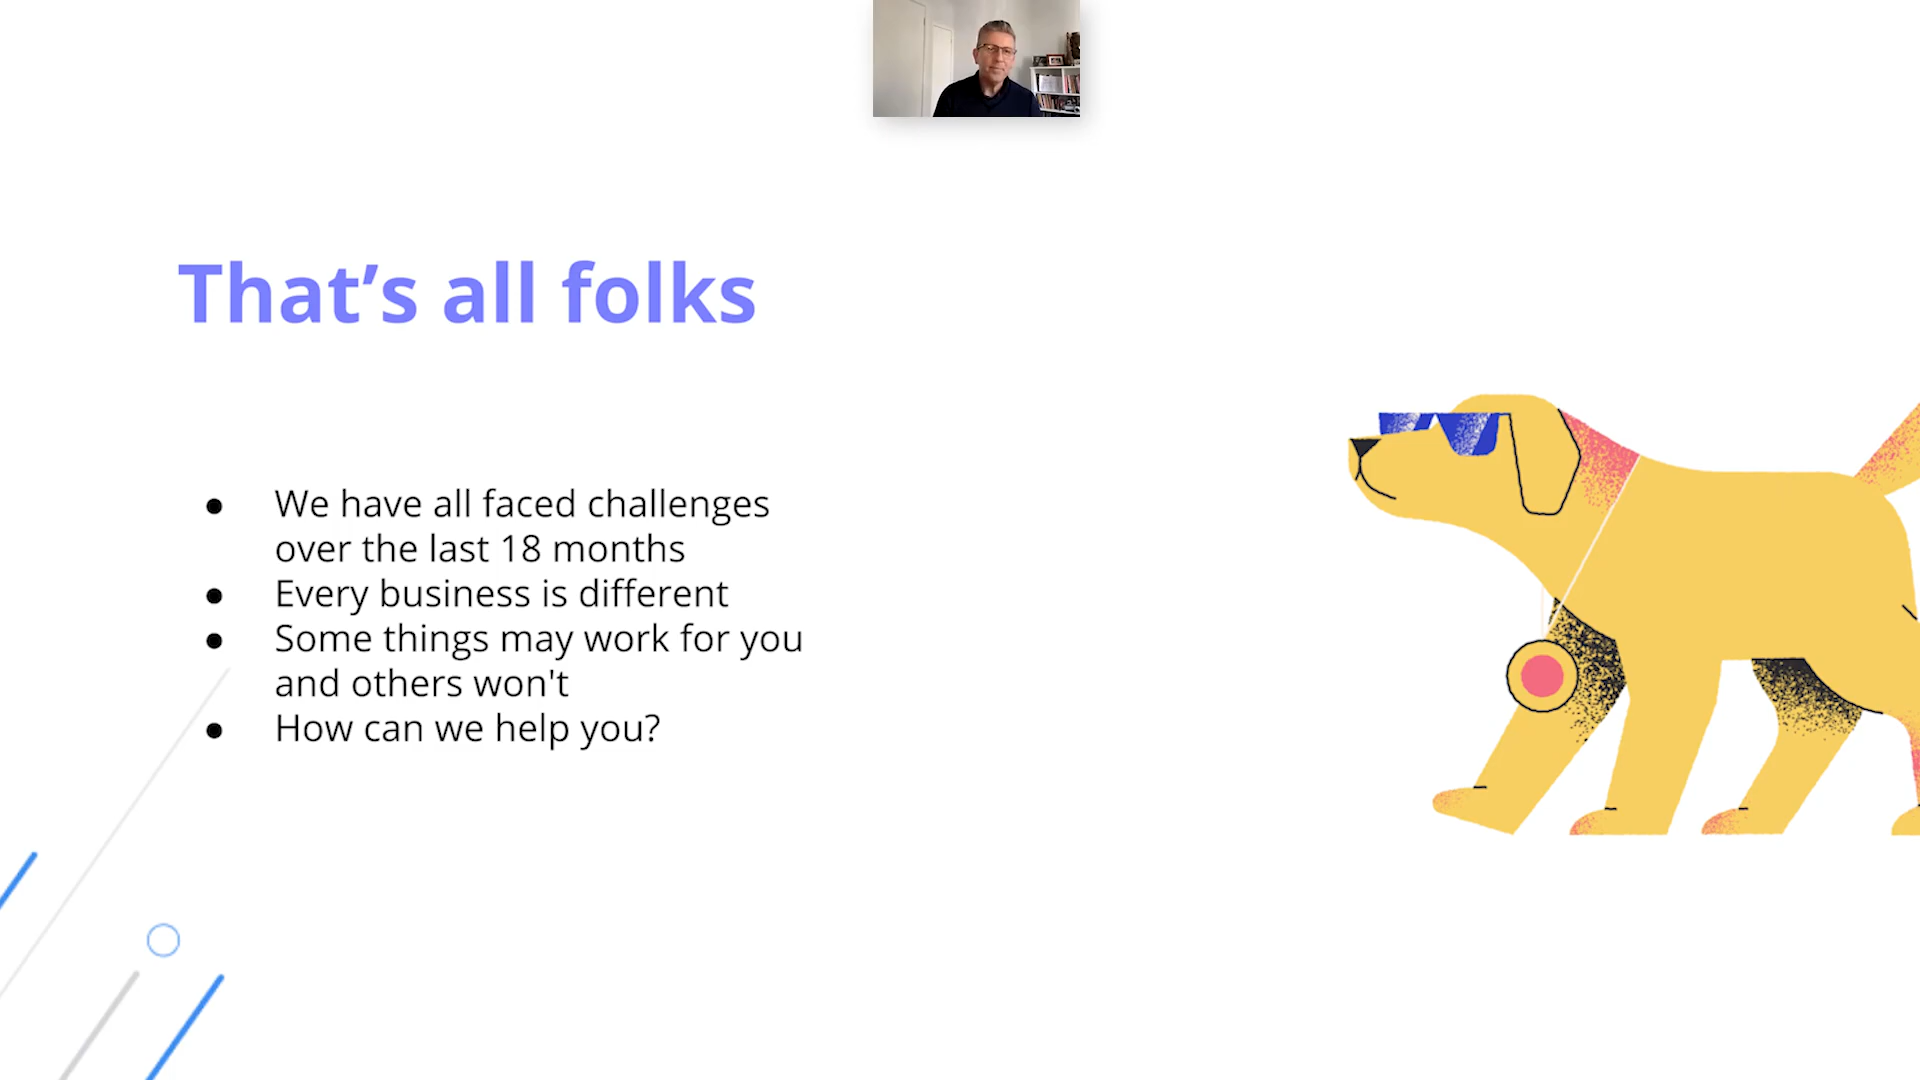 That’s all folks
● We have all faced challenges
over the last 18 months
● Every business is different
● Some things may work for you
and others won't
● How can we help you?